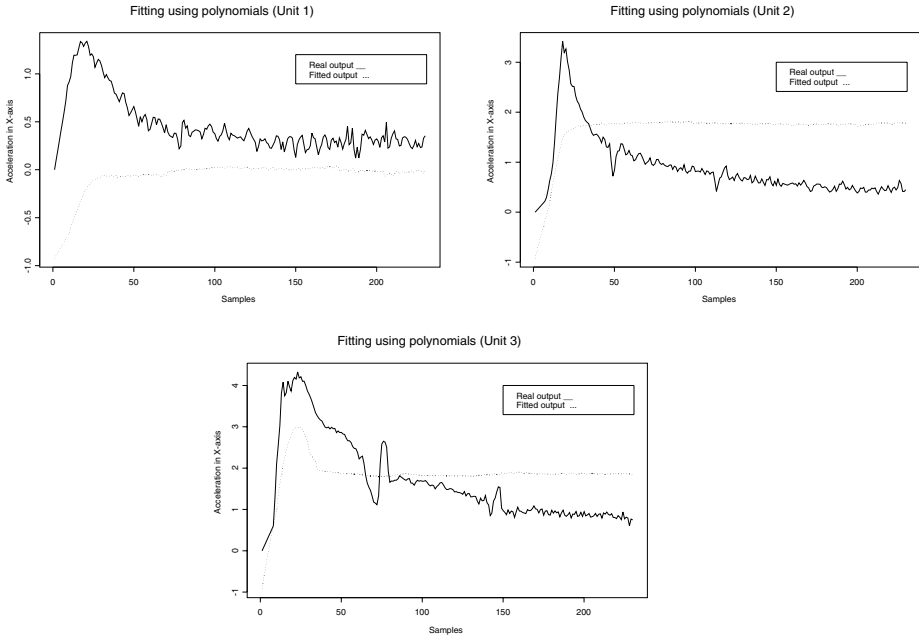 Fitting using polynomials (Unit 1)
Acceleration in X-axis
1.0
0.5
0.0
-0.5
-1.0
Real output __
Fitted output ...
0 50 100 150 200
Samples
Fitting using polynomials (Unit 2)
Acceleration in X-axis
3
2
1
0
-1
Real output __
Fitted output ...
0 50 100 150 200
Samples
Fitting using polynomials (Unit 3)
Acceleration in X-axis
4
3
2
1
0
-1
Real output __
Fitted output ...
0 50 100 150 200
Samples